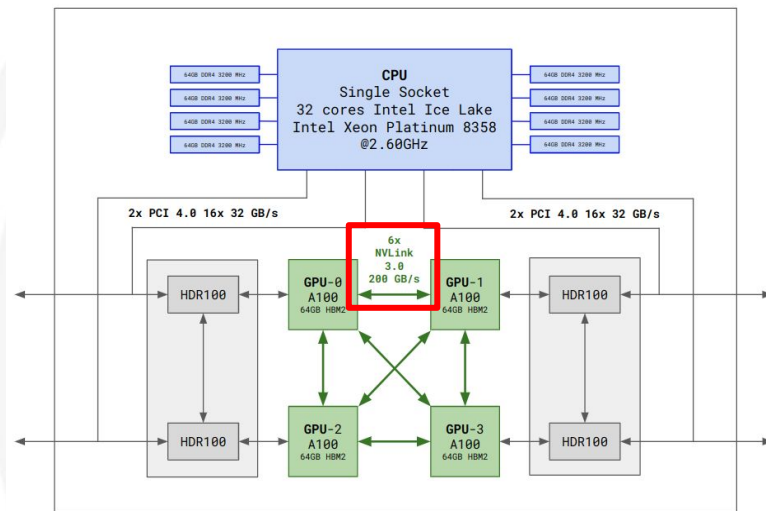 CPU
Single Socket
32 cores Intel Ice Lake
Intel Xeon Platinum 8358
@2.60GHz
64GB DDR4 3200 MHz
64GB DDR4 3200 MHz
64GB DDR4 3200 MHz
64GB DDR4 3200 MHz
64GB DDR4 3200 MHz
64GB DDR4 3200 MHz
64GB DDR4 3200 MHz
64GB DDR4 3200 MHz
2x PCI 4.0 16x 32 GB/s
2x PCI 4.0 16x 32 GB/s
6x
NVLink
3.0
200 GB/s
HDR100
GPU-0
A100
64GB HBM2
GPU-1
A100
64GB HBM2
HDR100
HDR100
GPU-2
A100
64GB HBM2
GPU-3
A100
64GB HBM2
HDR100